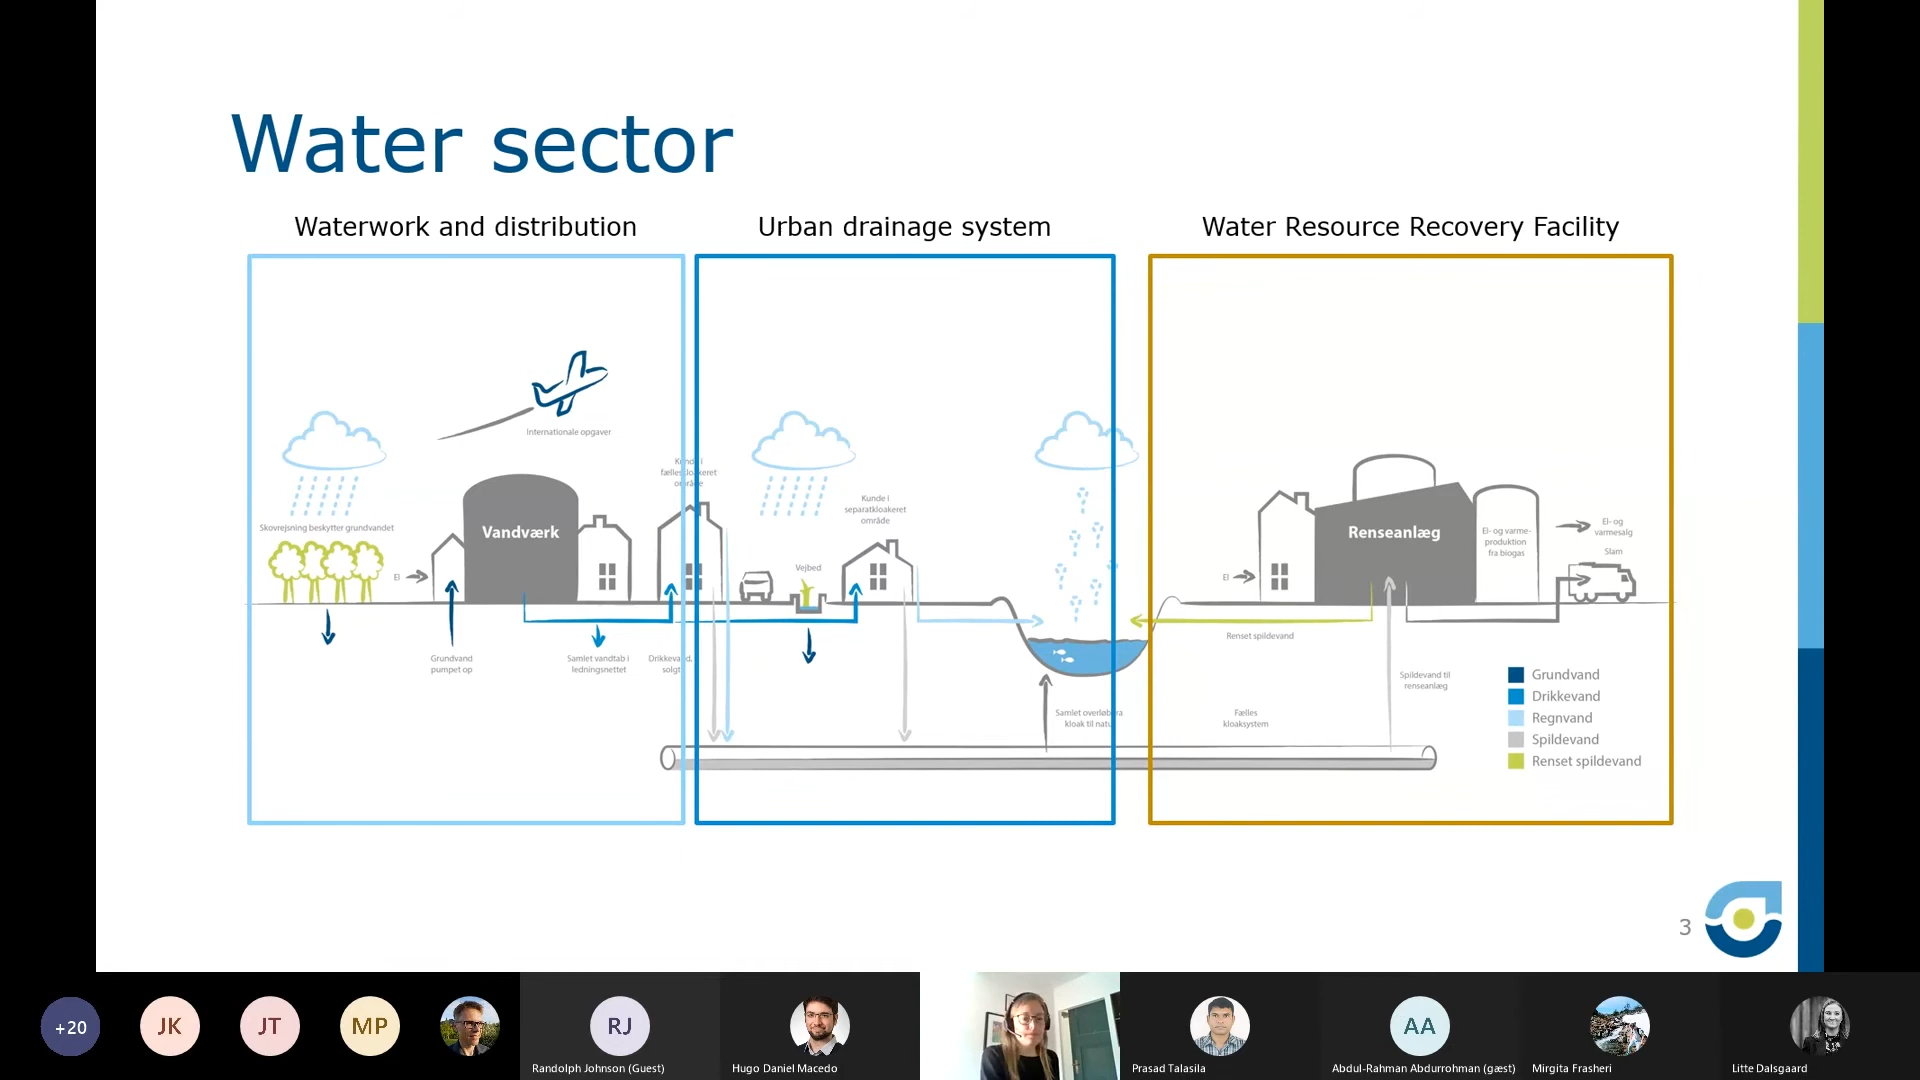 Water sector
Waterwork and distribution
Urban drainage system
Water Resource Recovery Facility
Internationale opgaver
Skovrejsning beskytter grundvandet
El
Vandværk
Kunde i
fælleskloakeret
område
Vejbed
Kunde i
separatkloakeret
område
Grundvand
pumpet op
Samlet vandtab i
ledningsnettet
Drikkevand,
solgt
Samlet overløb fra
kloak til natur
El
Renseanlæg
El- og varme-
produktion
fra biogas
El- og
varmesalg
Slam
Renset spildevand
Spildevand til
renseanlæg
Fælles
kloaksystem
Grundvand
Drikkevand
Regnvand
Spildevand
Renset spildevand
3
+20
JK
JT
MP
RJ
Randolph Johnson (Guest)
Hugo Daniel Macedo
Prasad Talasila
AA
Abdul-Rahman Abdurrohman (gæst)
Mirgita Frasheri
Litte Dalsgaard